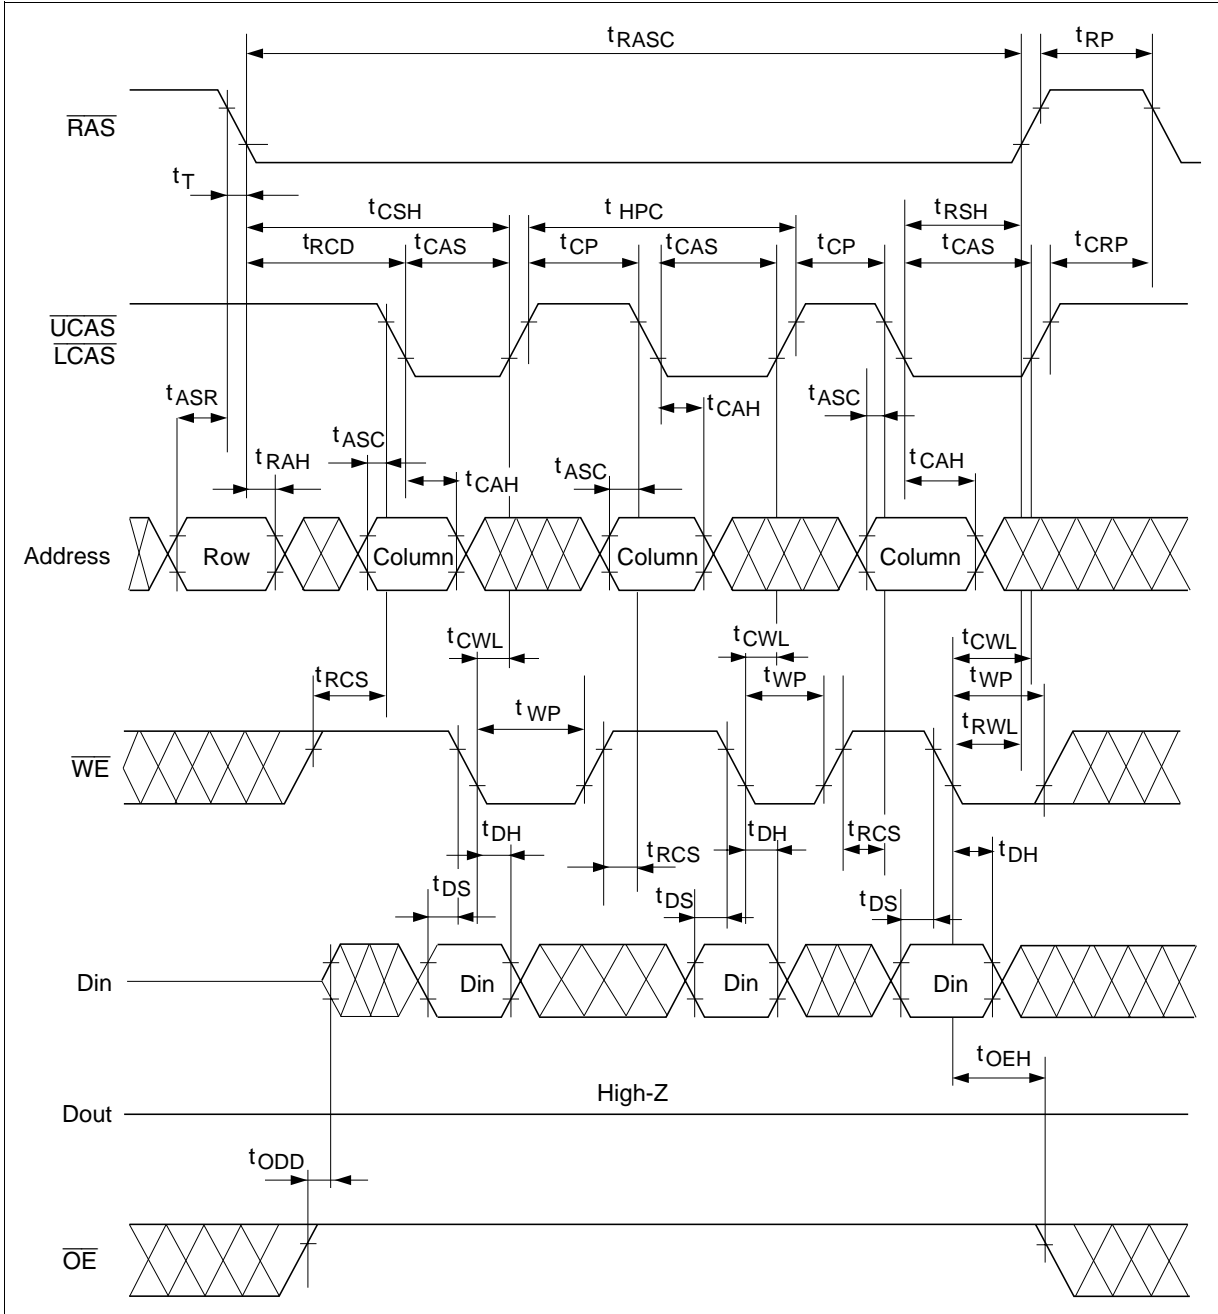 tRASC tRP
RAS
tT
tCSH tHPC tRSH
tRCD tCAS tCP tCAS tCP tCAS tCRP
UCAS
LCAS
tASR tCAH tASC
tRAH tASC tCAH tASC tCAH
Address Row Column Column Column
tCWL tCWL tCWL
tRCS tWP tWP tWP
tRWL
WE
tDH tRCS tDH tRCS tDH
tDS tDS tDS
Din Din Din Din
tOEH
High-Z
Dout
tODD
OE